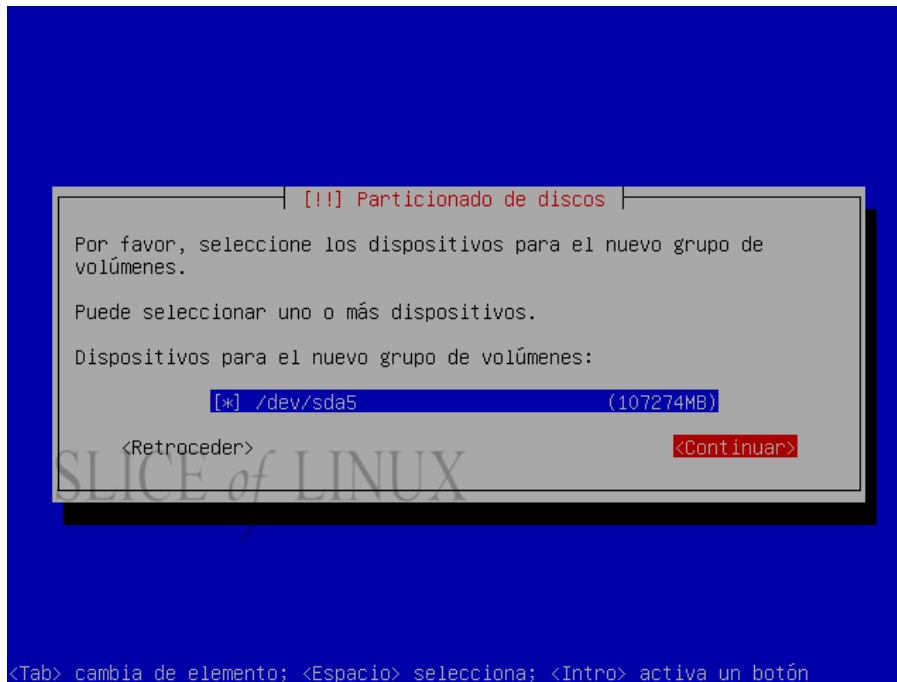 [!!] Particionado de discos
Por favor, seleccione los dispositivos para el nuevo grupo de
volúmenes.
Puede seleccionar uno o más dispositivos.
Dispositivos para el nuevo grupo de volúmenes:
[*] /dev/sda5 (107274MB)
<Retroceder> <Continuar>
SLICE of LINUX
<Tab> cambia de elemento; <Espacio> selecciona; <Intro> activa un botón